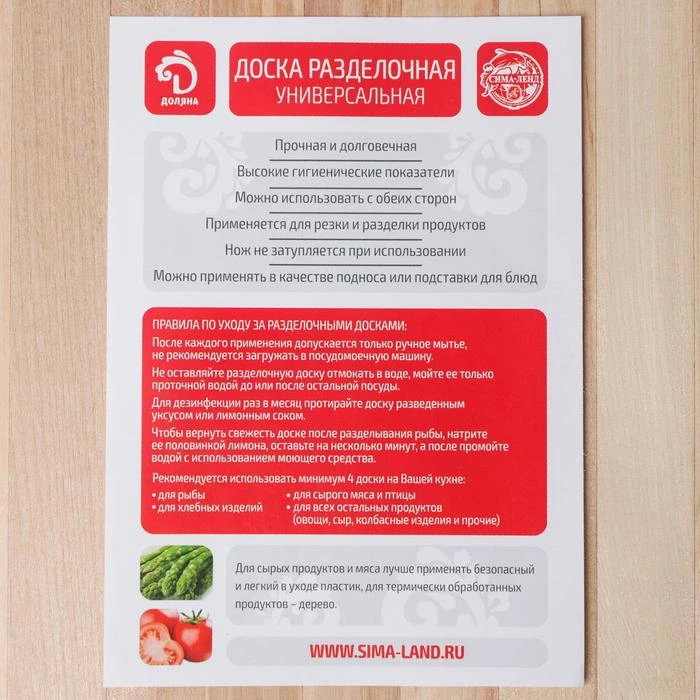 ДОЛЯНА
ДОСКА РАЗДЕЛОЧНАЯ
УНИВЕРСАЛЬНАЯ
СИМА-ЛЕНД
Прочная и долговечная
Высокие гигиенические показатели
Можно использовать с обеих сторон
Применяется для резки и разделки продуктов
Нож не затупляется при использовании
Можно применять в качестве подноса или подставки для блюд
ПРАВИЛА ПО УХОДУ ЗА РАЗДЕЛОЧНЫМИ ДОСКАМИ:
После каждого применения допускается только ручное мытье,
не рекомендуется загружать в посудомоечную машину.
Не оставляйте разделочную доску отмокать в воде, мойте ее только
проточной водой до или после остальной посуды.
Для дезинфекции раз в месяц протирайте доску разведенным
уксусом или лимонным соком.
Чтобы вернуть свежесть доске после разделывания рыбы, натрите
ее половинкой лимона, оставьте на несколько минут, а после промойте
водой с использованием моющего средства.
Рекомендуется использовать минимум 4 доски на Вашей кухне:
• для рыбы
• для хлебных изделий
• для сырого мяса и птицы
• для всех остальных продуктов
(овощи, сыр, колбасные изделия и прочие)
Для сырых продуктов и мяса лучше применять безопасный
и легкий в уходе пластик, для термически обработанных
продуктов – дерево.
WWW.SIMA-LAND.RU